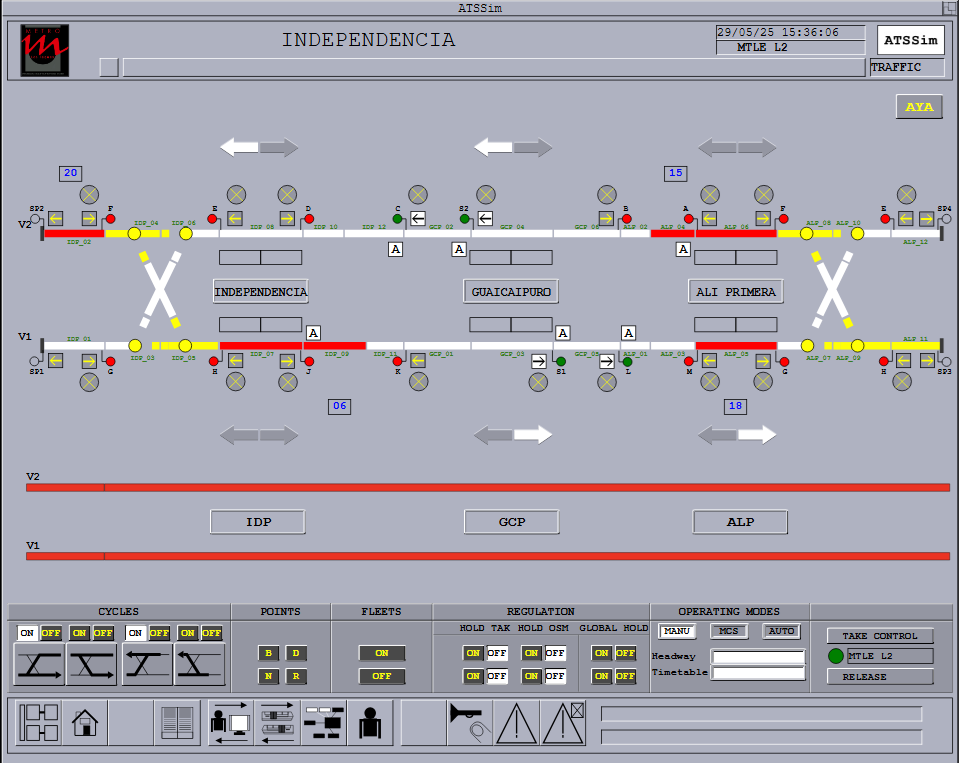 ATSSim
METRO
INDEPENDENCIA
29/05/25 15:36:06
MTLE L2
ATSSim
TRAFFIC
AYA
20
15
SP2 F E D C S2 B A F E SP4
V2
IDP_04 IDP_06 IDP_08 IDP_10 IDP_12 GCP_02 GCP_04 GCP_06 ALP_02 ALP_04 ALP_06 ALP_08 ALP_10
IDP_02 ALP_12
A A A
INDEPENDENCIA GUAICAIPURO ALI PRIMERA
A A A
V1
IDP_01 ALP_11
IDP_03 IDP_05 IDP_07 IDP_09 IDP_11 GCP_01 GCP_03 GCP_05 ALP_01 ALP_03 ALP_05 ALP_07 ALP_09
SP1 G H J K S1 L M G H SP3
06
18
V2
IDP GCP ALP
V1
CYCLES POINTS FLEETS REGULATION OPERATING MODES
ON OFF ON OFF ON OFF ON OFF
HOLD TAK HOLD OSM GLOBAL HOLD
MANU MCS AUTO
TAKE CONTROL
B D ON ON OFF ON OFF ON OFF
Headway
MTLE L2
N R OFF ON OFF ON OFF ON OFF
Timetable
RELEASE